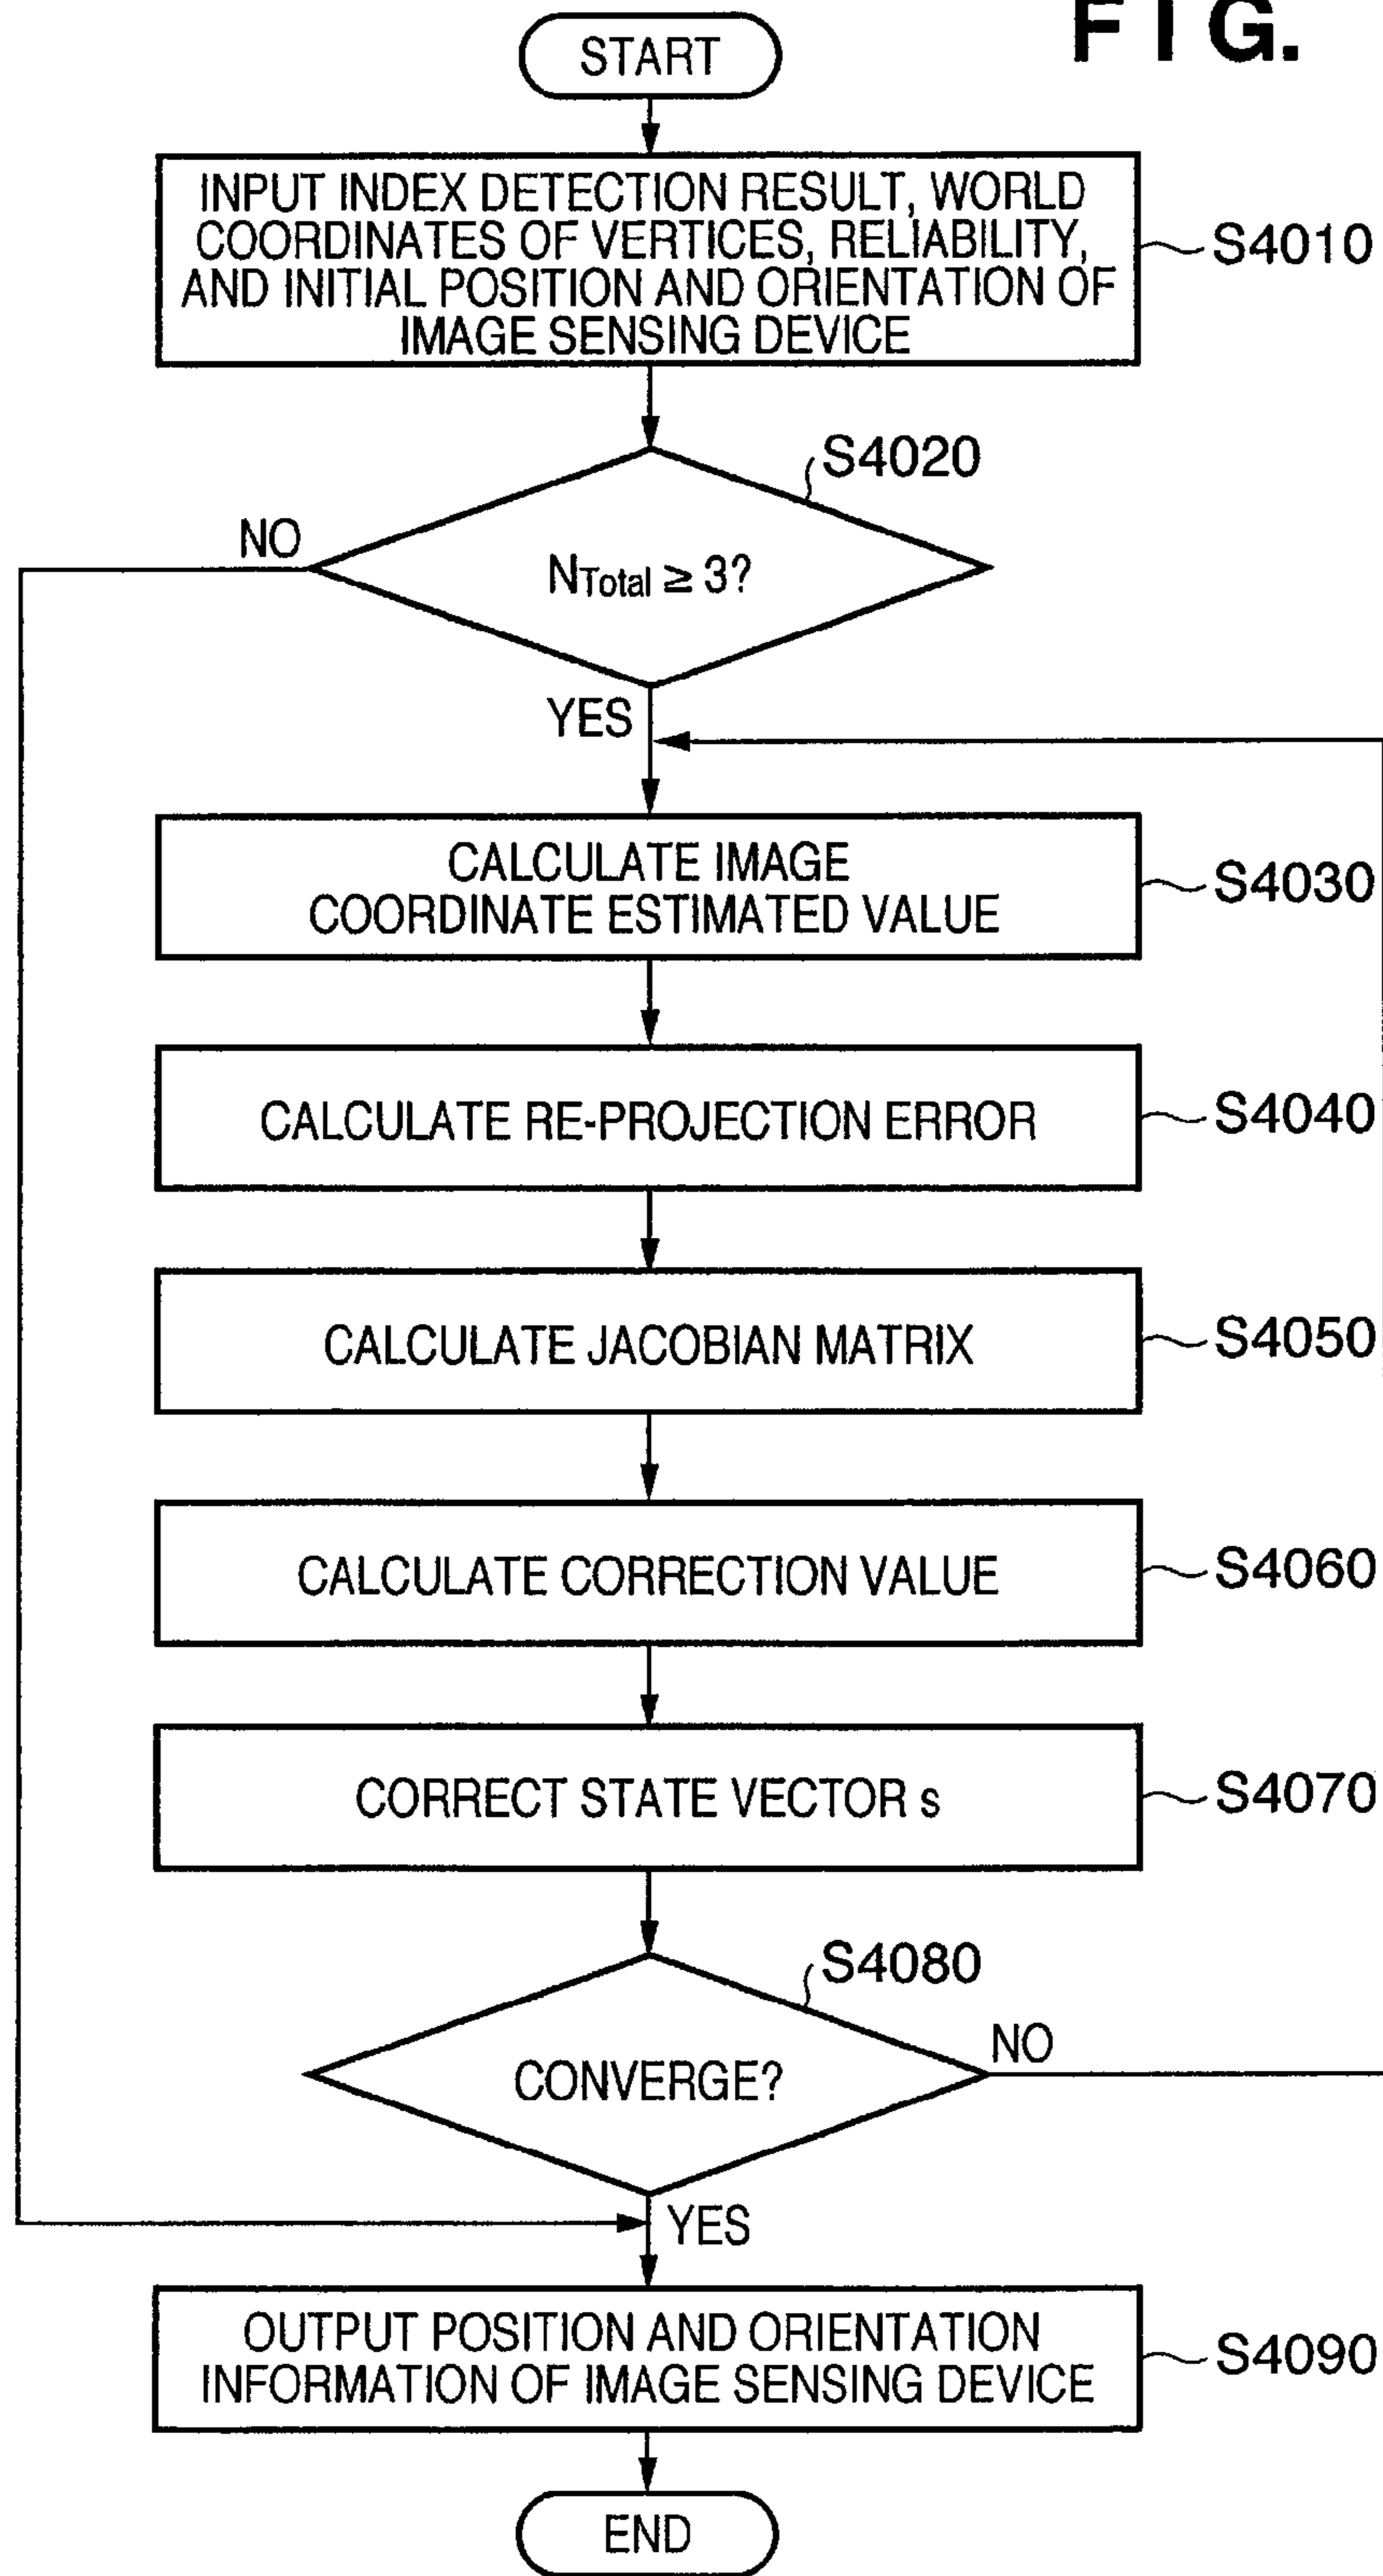 FIG.
START
INPUT INDEX DETECTION RESULT, WORLD
COORDINATES OF VERTICES, RELIABILITY,
AND INITIAL POSITION AND ORIENTATION OF
IMAGE SENSING DEVICE
S4010
S4020
NO
NTotal ≥ 3?
YES
CALCULATE IMAGE
COORDINATE ESTIMATED VALUE
S4030
CALCULATE RE-PROJECTION ERROR
S4040
CALCULATE JACOBIAN MATRIX
S4050
CALCULATE CORRECTION VALUE
S4060
CORRECT STATE VECTOR s
S4070
S4080
CONVERGE?
NO
YES
OUTPUT POSITION AND ORIENTATION
INFORMATION OF IMAGE SENSING DEVICE
S4090
END